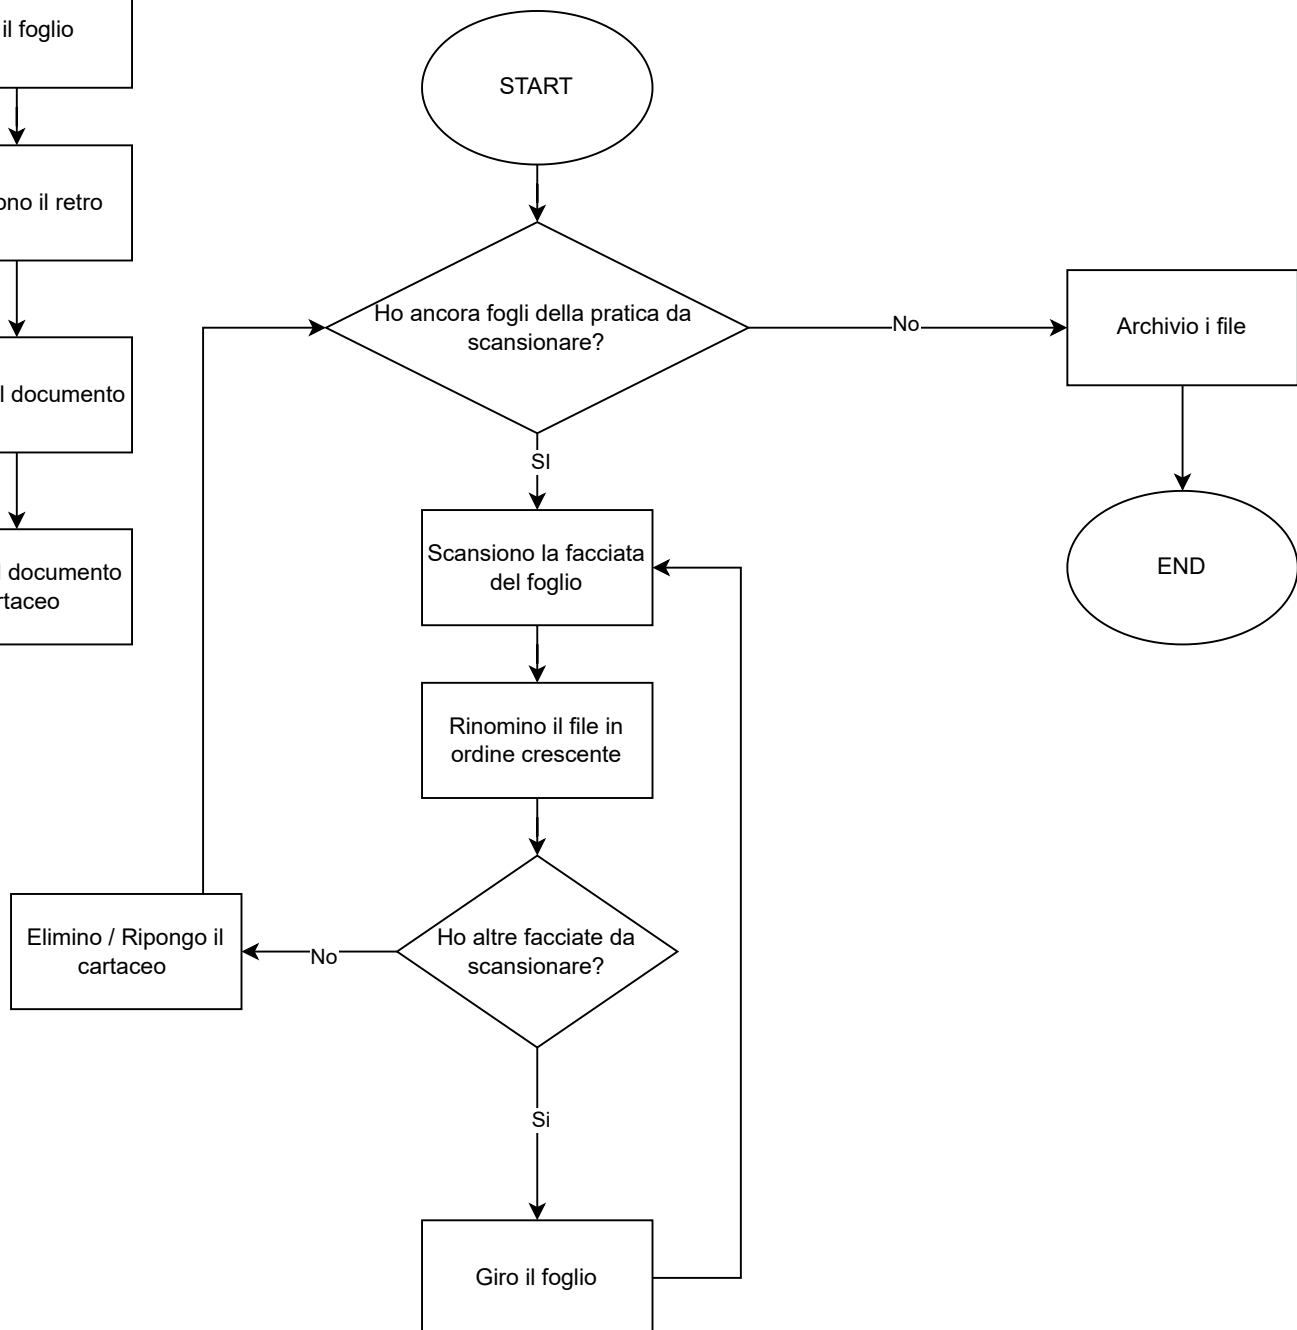 il foglio
il retro
documento
documento
START
Ho ancora fogli della pratica da
scansionare?
No
Archivio i file
SI
END
Scansiono la facciata
del foglio
Rinomino il file in
ordine crescente
Ho altre facciate da
scansionare?
No
Elimino / Ripongo il
cartaceo
Si
Giro il foglio